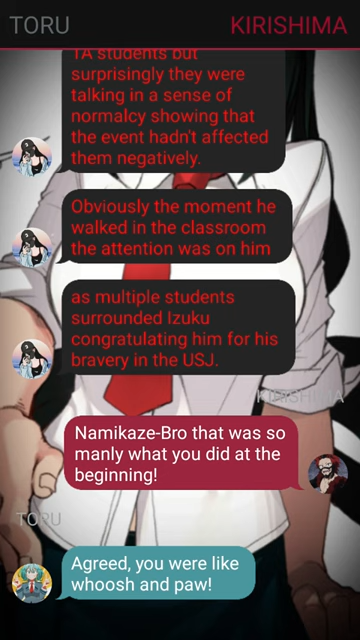 TORU
KIRISHIMA
1A students but
surprisingly they were
talking in a sense of
normalcy showing that
the event hadn't affected
them negatively.
Obviously the moment he
walked in the classroom
the attention was on him
as multiple students
surrounded Izuku
congratulating him for his
bravery in the USJ.
KIRISHIMA
Namikaze-Bro that was so
manly what you did at the
beginning!
TORU
Agreed, you were like
whoosh and paw!